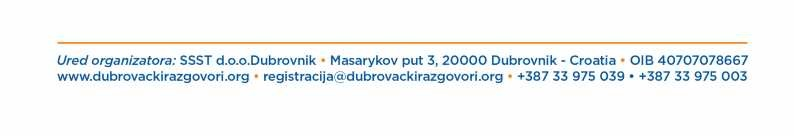 Ured organizatora: SSST d.o.o.Dubrovnik • Masarykov put 3, 20000 Dubrovnik - Croatia • OIB 40707078667
www.dubrovackirazgovori.org • registracija@dubrovackirazgovori.org • +387 33 975 039 • +387 33 975 003